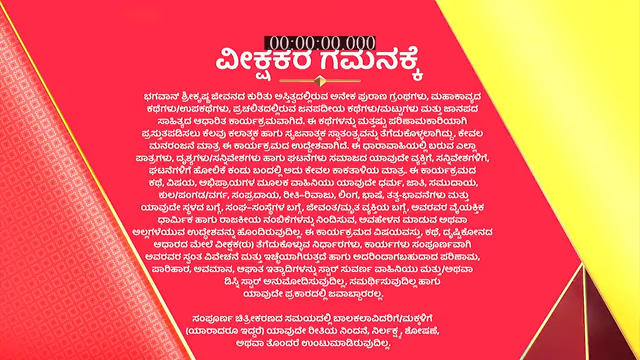 00:00:00.000
ವೀಕ್ಷಕರ ಗಮನಕ್ಕೆ
ಭಗವಾನ್ ಶ್ರೀಕೃಷ್ಣ ಜೀವನದ ಕುರಿತು ಅಸ್ತಿತ್ವದಲ್ಲಿರುವ ಅನೇಕ ಪುರಾಣ ಗ್ರಂಥಗಳು, ಮಹಾಕಾವ್ಯದ
ಕಥೆಗಳು/ಉಪಕಥೆಗಳು, ಪ್ರಚಲಿತದಲ್ಲಿರುವ ಜನಪದೀಯ ಕಥೆಗಳು/ಮಟ್ಟುಗಳು ಮತ್ತು ಜಾನಪದ
ಸಾಹಿತ್ಯದ ಆಧಾರಿತ ಕಾರ್ಯಕ್ರಮವಾಗಿದೆ. ಈ ಕಥೆಗಳನ್ನು ಮತ್ತಷ್ಟು ಪರಿಣಾಮಕಾರಿಯಾಗಿ
ಪ್ರಸ್ತುತಪಡಿಸಲು ಕೆಲವು ಕಲಾತ್ಮಕ ಹಾಗು ಸೃಜನಾತ್ಮಕ ಸ್ವಾತಂತ್ರ್ಯವನ್ನು ತೆಗೆದುಕೊಳ್ಳಲಾಗಿದ್ದು, ಕೇವಲ
ಮನರಂಜನೆ ಮಾತ್ರ ಈ ಕಾರ್ಯಕ್ರಮದ ಉದ್ದೇಶವಾಗಿದೆ. ಈ ಧಾರಾವಾಹಿಯಲ್ಲಿ ಬರುವ ಎಲ್ಲಾ
ಪಾತ್ರಗಳು, ದೃಶ್ಯಗಳು/ಸನ್ನಿವೇಶಗಳು ಹಾಗು ಘಟನೆಗಳು ಸಮಾಜದ ಯಾವುದೇ ವ್ಯಕ್ತಿಗೆ, ಸನ್ನಿವೇಶಗಳಿಗೆ,
ಘಟನೆಗಳಿಗೆ ಹೋಲಿಕೆ ಕಂಡು ಬಂದಲ್ಲಿ ಅದು ಕೇವಲ ಕಾಕತಾಳೀಯ ಮಾತ್ರ. ಈ ಕಾರ್ಯಕ್ರಮದ
ಕಥೆ, ವಿಷಯ, ಅಭಿಪ್ರಾಯಗಳ ಮೂಲಕ ವಾಹಿನಿಯು ಯಾವುದೇ ಧರ್ಮ, ಜಾತಿ, ಸಮುದಾಯ,
ಕುಲ/ಪಂಗಡ/ವರ್ಗ, ಸಂಪ್ರದಾಯ, ರೀತಿ-ರಿವಾಜು, ಲಿಂಗ, ಭಾಷೆ, ತತ್ವ-ಭಾವನೆಗಳು ಮತ್ತು
ಯಾವುದೇ ಸ್ಥಳದ ಬಗ್ಗೆ, ಸಂಘ-ಸಂಸ್ಥೆಗಳ ಬಗ್ಗೆ, ಜೀವಂತ/ಮೃತ ವ್ಯಕ್ತಿಯ ಬಗ್ಗೆ, ಅವರವರ ವೈಯಕ್ತಿಕ
ಧಾರ್ಮಿಕ ಹಾಗು ರಾಜಕೀಯ ನಂಬಿಕೆಗಳನ್ನು ನಿಂದಿಸುವ, ಅವಹೇಳನ ಮಾಡುವ ಅಥವಾ
ಅಲ್ಲಗಳೆಯುವ ಉದ್ದೇಶವನ್ನು ಹೊಂದಿರುವುದಿಲ್ಲ. ಈ ಕಾರ್ಯಕ್ರಮದ ವಿಷಯವಸ್ತು, ಕಥೆ, ದೃಷ್ಟಿಕೋನದ
ಆಧಾರದ ಮೇಲೆ ವೀಕ್ಷಕ(ರು) ತೆಗೆದುಕೊಳ್ಳುವ ನಿರ್ಧಾರಗಳು, ಕಾರ್ಯಗಳು ಸಂಪೂರ್ಣವಾಗಿ
ಅವರವರ ಸ್ವಂತ ವಿವೇಚನೆ ಮತ್ತು ಇಚ್ಛೆಯಾಗಿರುತ್ತದೆ ಹಾಗು ಅದರಿಂದಾಗಬಹುದಾದ ಪರಿಣಾಮ,
ಪಾರಿಹಾರ, ಅವಮಾನ, ಆಘಾತ ಇತ್ಯಾದಿಗಳನ್ನು ಸ್ಟಾರ್ ಸುವರ್ಣ ವಾಹಿನಿಯು ಮತ್ತು/ಅಥವಾ
ಡಿಸ್ನಿ ಸ್ಟಾರ್ ಅನುಮೋದಿಸುವುದಿಲ್ಲ, ಸಮರ್ಥಿಸುವುದಿಲ್ಲ ಹಾಗು
ಯಾವುದೇ ಪ್ರಕಾರದಲ್ಲಿ ಜವಾಬ್ದಾರರಲ್ಲ.
ಸಂಪೂರ್ಣ ಚಿತ್ರೀಕರಣದ ಸಮಯದಲ್ಲಿ ಬಾಲಕಲಾವಿದರಿಗೆ/ಮಕ್ಕಳಿಗೆ
(ಯಾರಾದರೂ ಇದ್ದರೆ) ಯಾವುದೇ ರೀತಿಯ ನಿಂದನೆ, ನಿರ್ಲಕ್ಷ್ಯ, ಶೋಷಣೆ,
ಅಥವಾ ತೊಂದರೆ ಉಂಟುಮಾಡಿರುವುದಿಲ್ಲ.